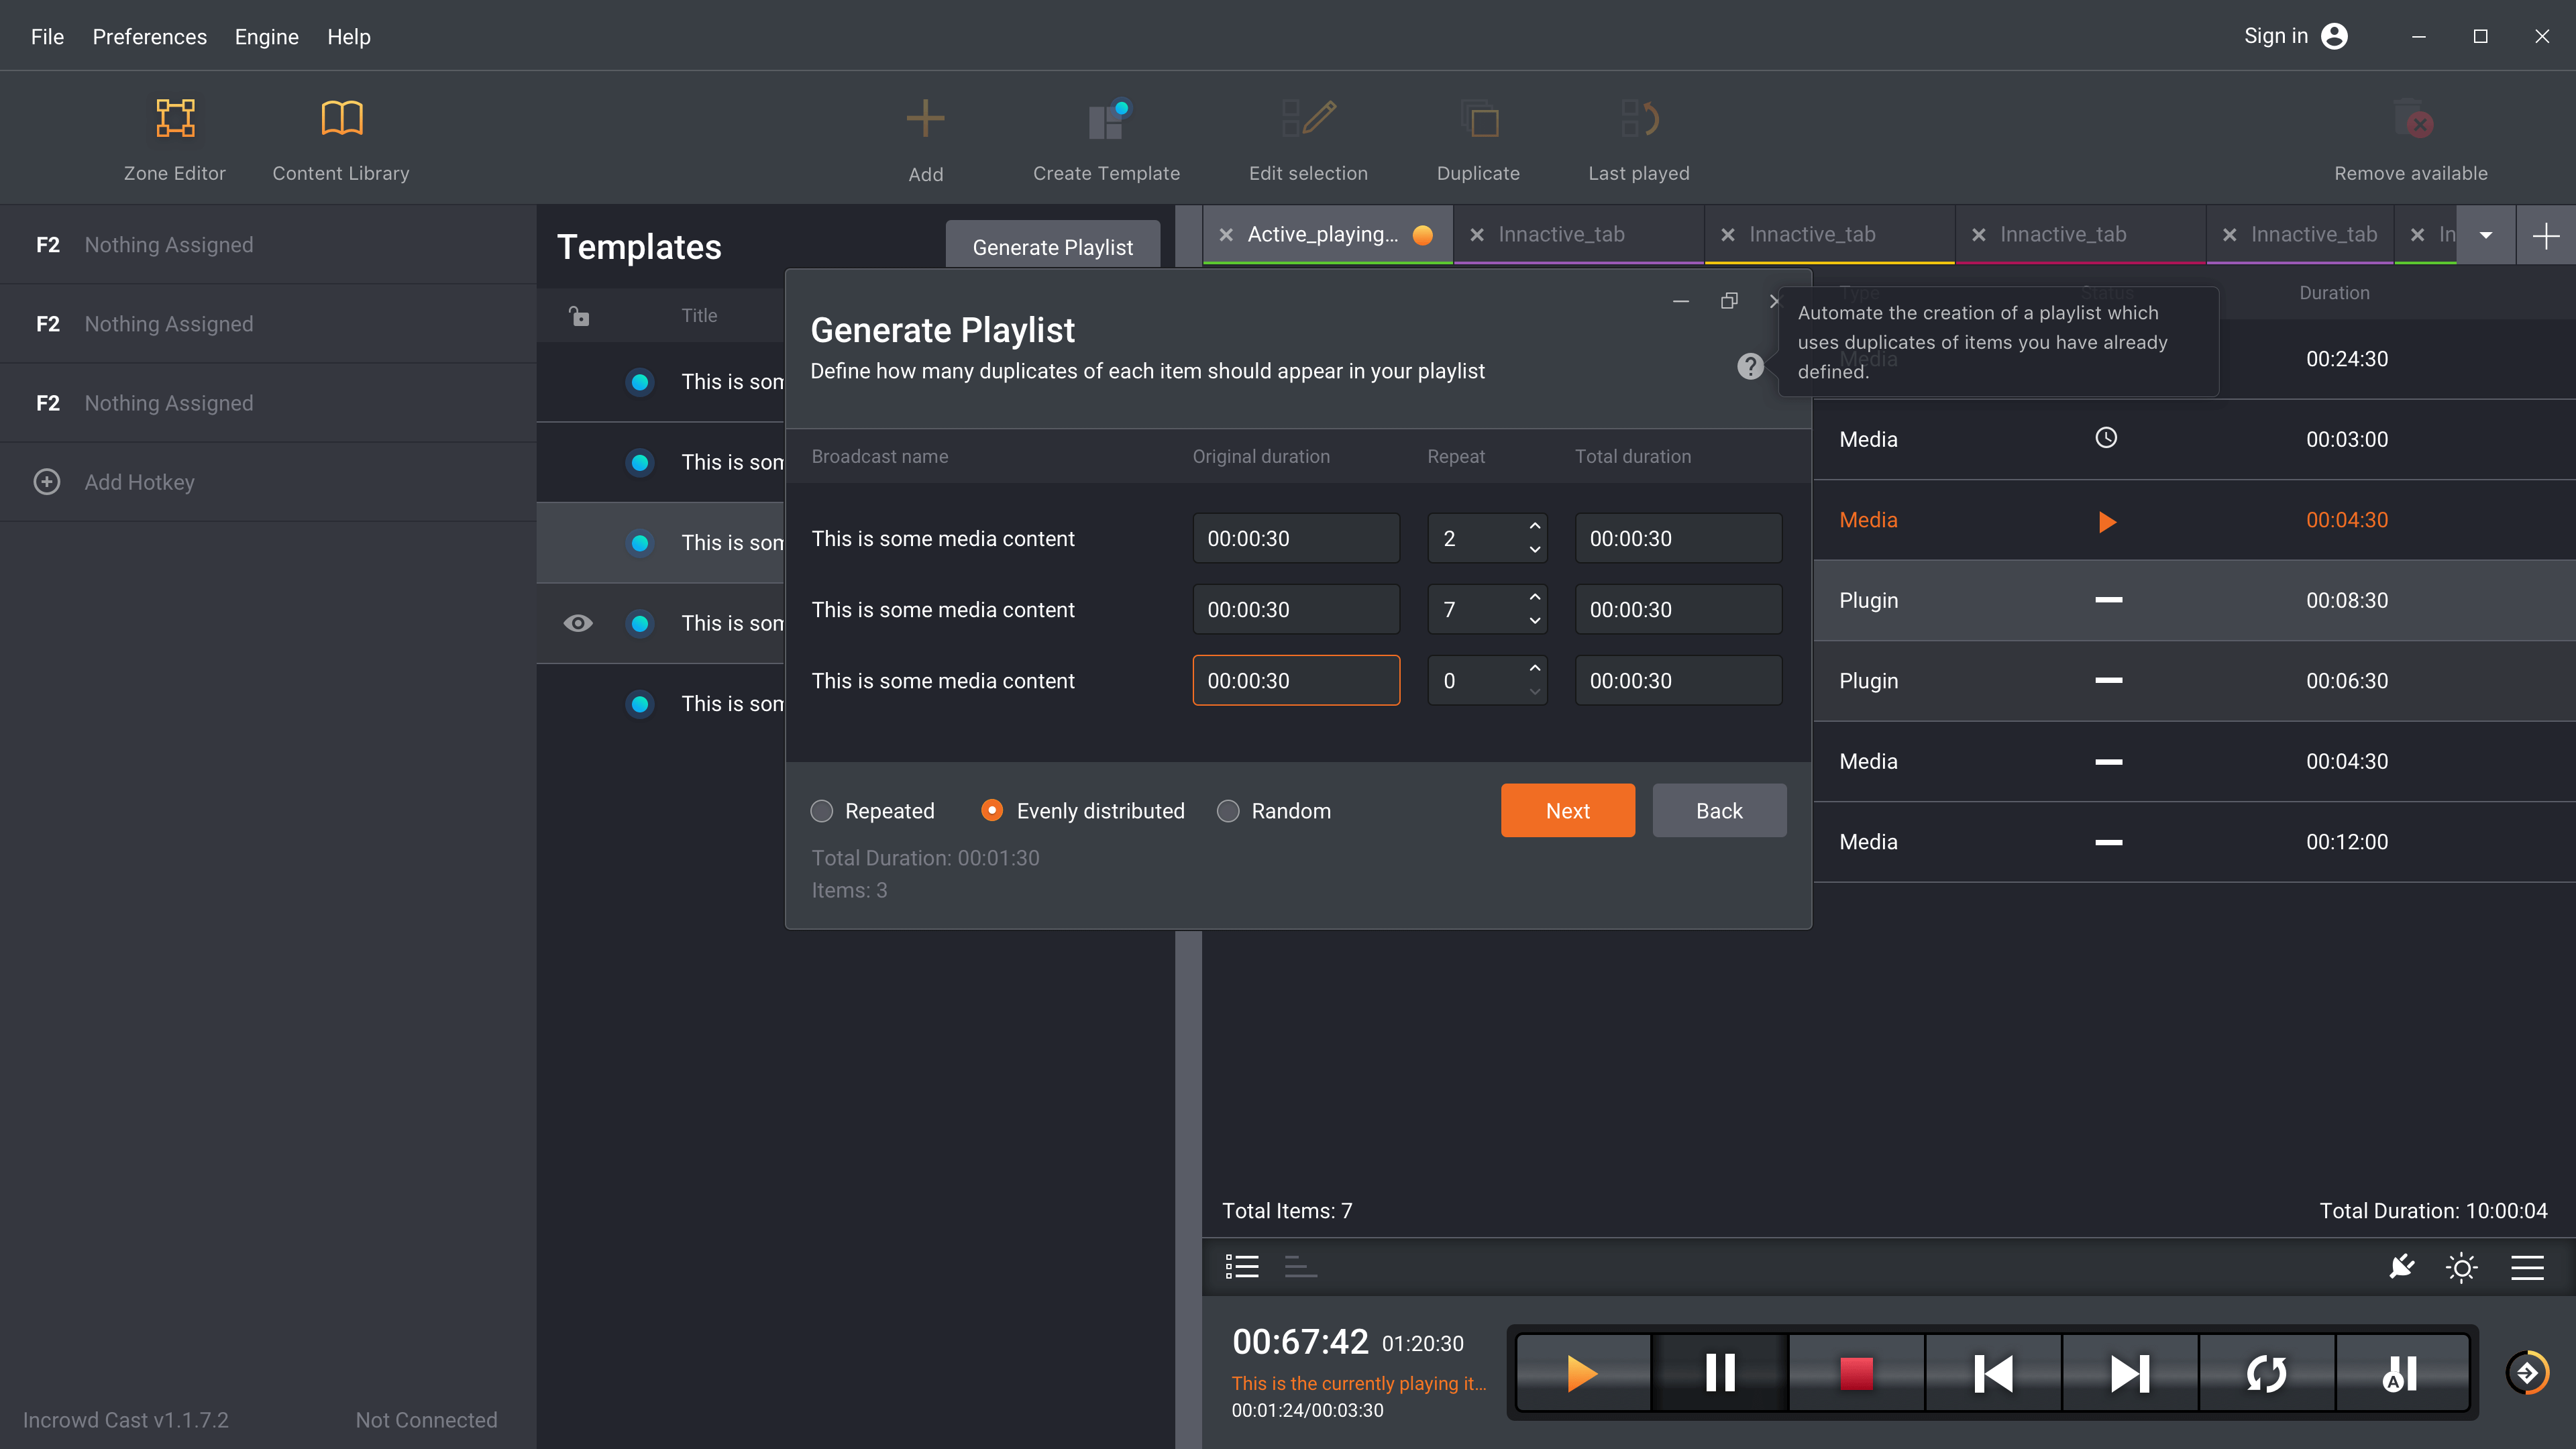 File Preferences Engine Help
Sign in
Zone Editor
Content Library
Add
Create Template
Edit selection
Duplicate
Last played
Remove available
F2 Nothing Assigned
F2 Nothing Assigned
F2 Nothing Assigned
Add Hotkey
Templates
Generate Playlist
Title
This is som
This is som
This is som
This is som
This is som
Active_playing...
Innactive_tab
Innactive_tab
Innactive_tab
Innactive_tab
In
Type Status Duration
Media 00:24:30
Media 00:03:00
Media 00:04:30
Plugin 00:08:30
Plugin 00:06:30
Media 00:04:30
Media 00:12:00
Generate Playlist
Define how many duplicates of each item should appear in your playlist
?
Automate the creation of a playlist which
uses duplicates of items you have already
defined.
Broadcast name Original duration Repeat Total duration
This is some media content 00:00:30 2 00:00:30
This is some media content 00:00:30 7 00:00:30
This is some media content 00:00:30 0 00:00:30
Repeated Evenly distributed Random
Next Back
Total Duration: 00:01:30
Items: 3
Total Items: 7
Total Duration: 10:00:04
00:67:42 01:20:30
This is the currently playing it...
00:01:24/00:03:30
A
Incrowd Cast v1.1.7.2
Not Connected